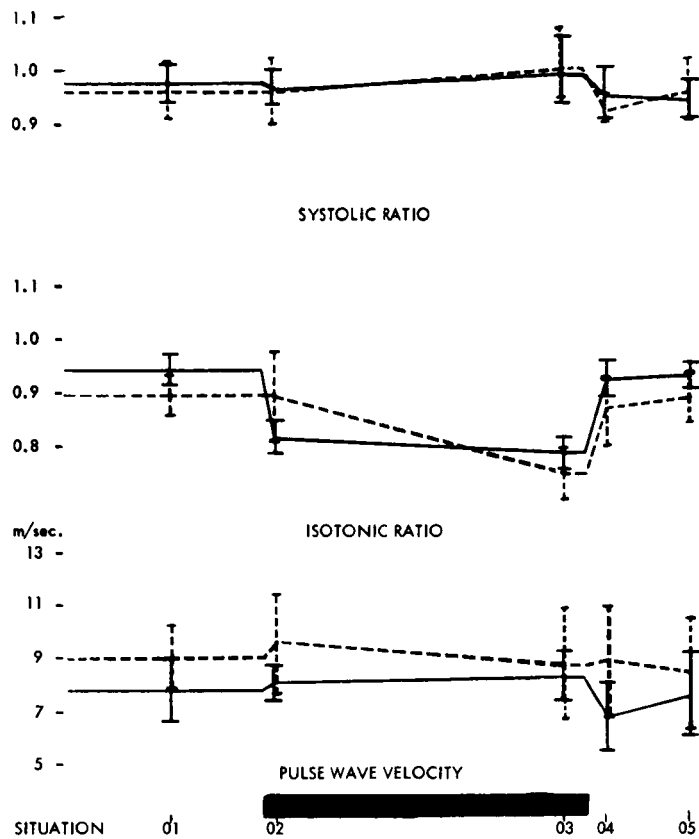 1.1 -
1.0 -
0.9 -
SYSTOLIC RATIO
1.1 -
1.0 -
0.9 -
0.8 -
ISOTONIC RATIO
m/sec.
13 -
11 -
9 -
7 -
5 -
PULSE WAVE VELOCITY
SITUATION 01 02 03 04 05